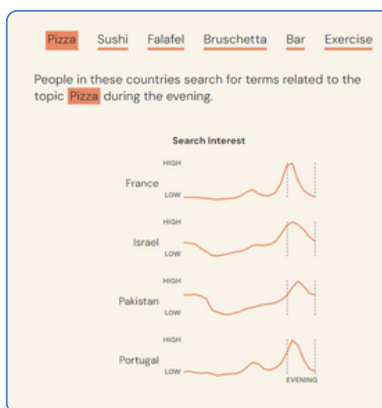 Pizza Sushi Falafel Bruschetta Bar Exercise
People in these countries search for terms related to the
topic Pizza during the evening.
Search Interest
HIGH
France
LOW
HIGH
Israel
LOW
HIGH
Pakistan
LOW
HIGH
Portugal
LOW
EVENING